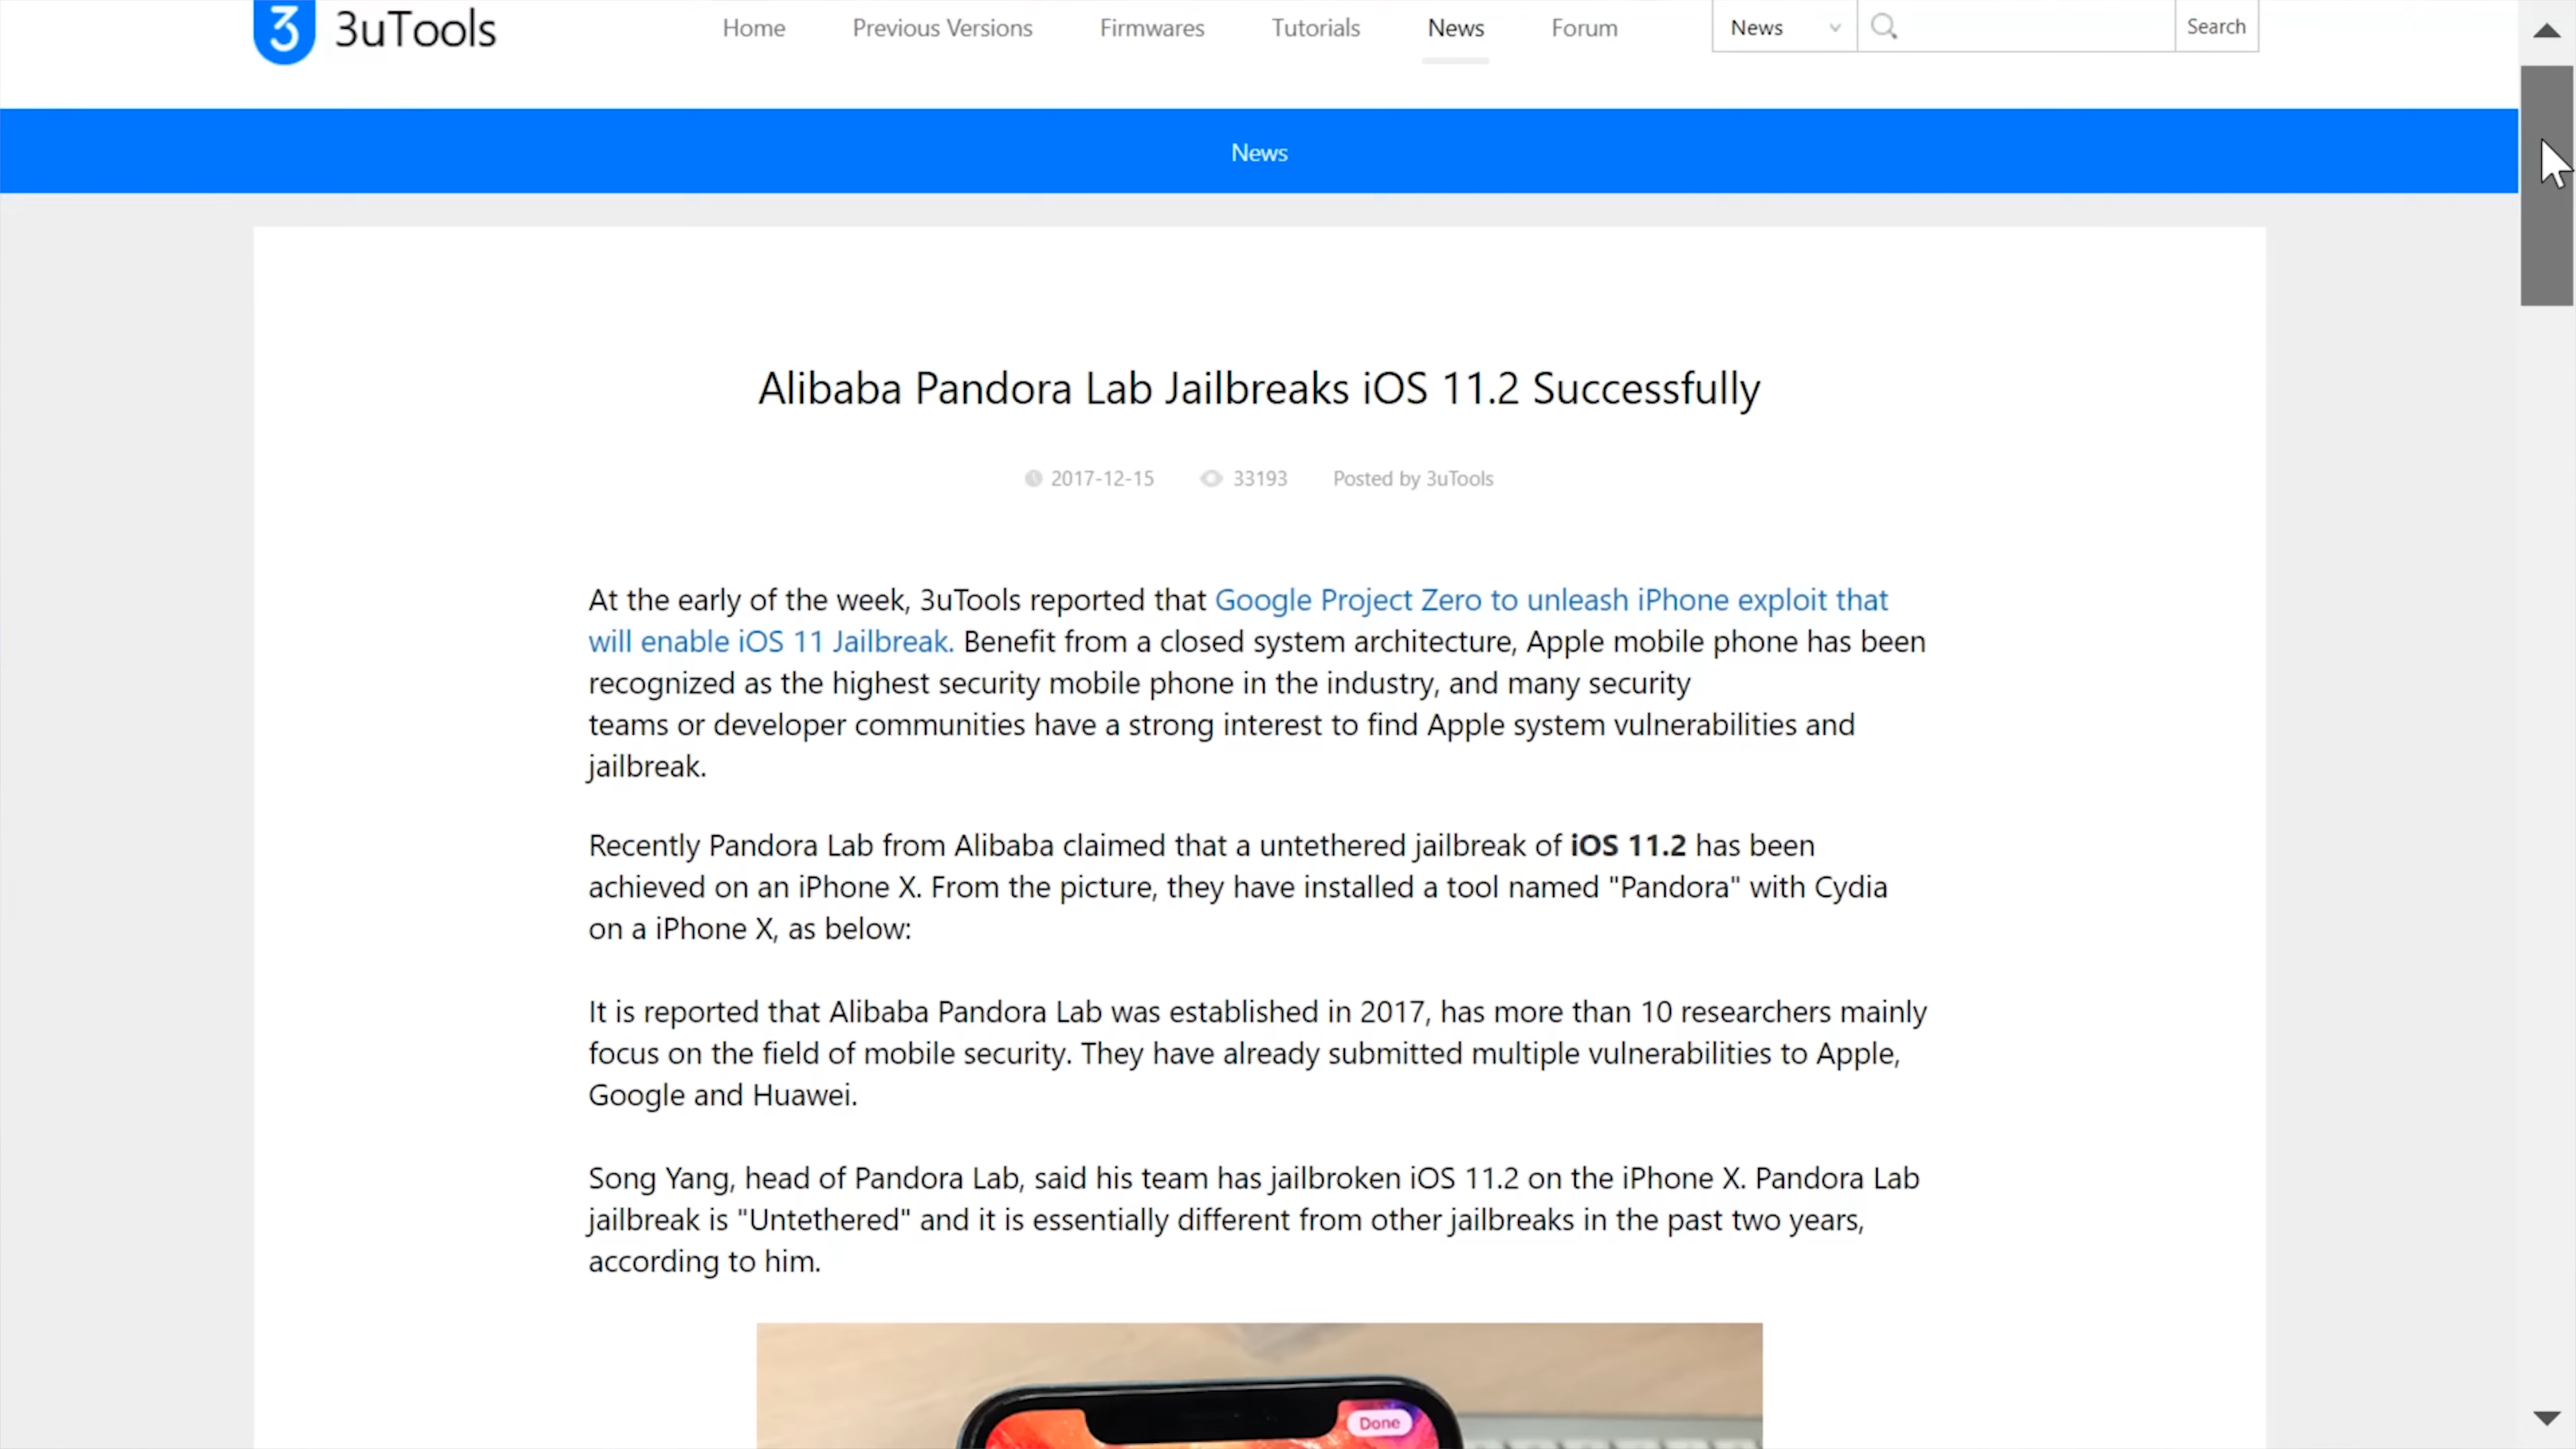 3 3uTools Home Previous Versions Firmwares Tutorials News Forum News Search
News
Alibaba Pandora Lab Jailbreaks iOS 11.2 Successfully
2017-12-15 33193 Posted by 3uTools
At the early of the week, 3uTools reported that Google Project Zero to unleash iPhone exploit that
will enable iOS 11 Jailbreak. Benefit from a closed system architecture, Apple mobile phone has been
recognized as the highest security mobile phone in the industry, and many security
teams or developer communities have a strong interest to find Apple system vulnerabilities and
jailbreak.
Recently Pandora Lab from Alibaba claimed that a untethered jailbreak of iOS 11.2 has been
achieved on an iPhone X. From the picture, they have installed a tool named "Pandora" with Cydia
on a iPhone X, as below:
It is reported that Alibaba Pandora Lab was established in 2017, has more than 10 researchers mainly
focus on the field of mobile security. They have already submitted multiple vulnerabilities to Apple,
Google and Huawei.
Song Yang, head of Pandora Lab, said his team has jailbroken iOS 11.2 on the iPhone X. Pandora Lab
jailbreak is "Untethered" and it is essentially different from other jailbreaks in the past two years,
according to him.
Done